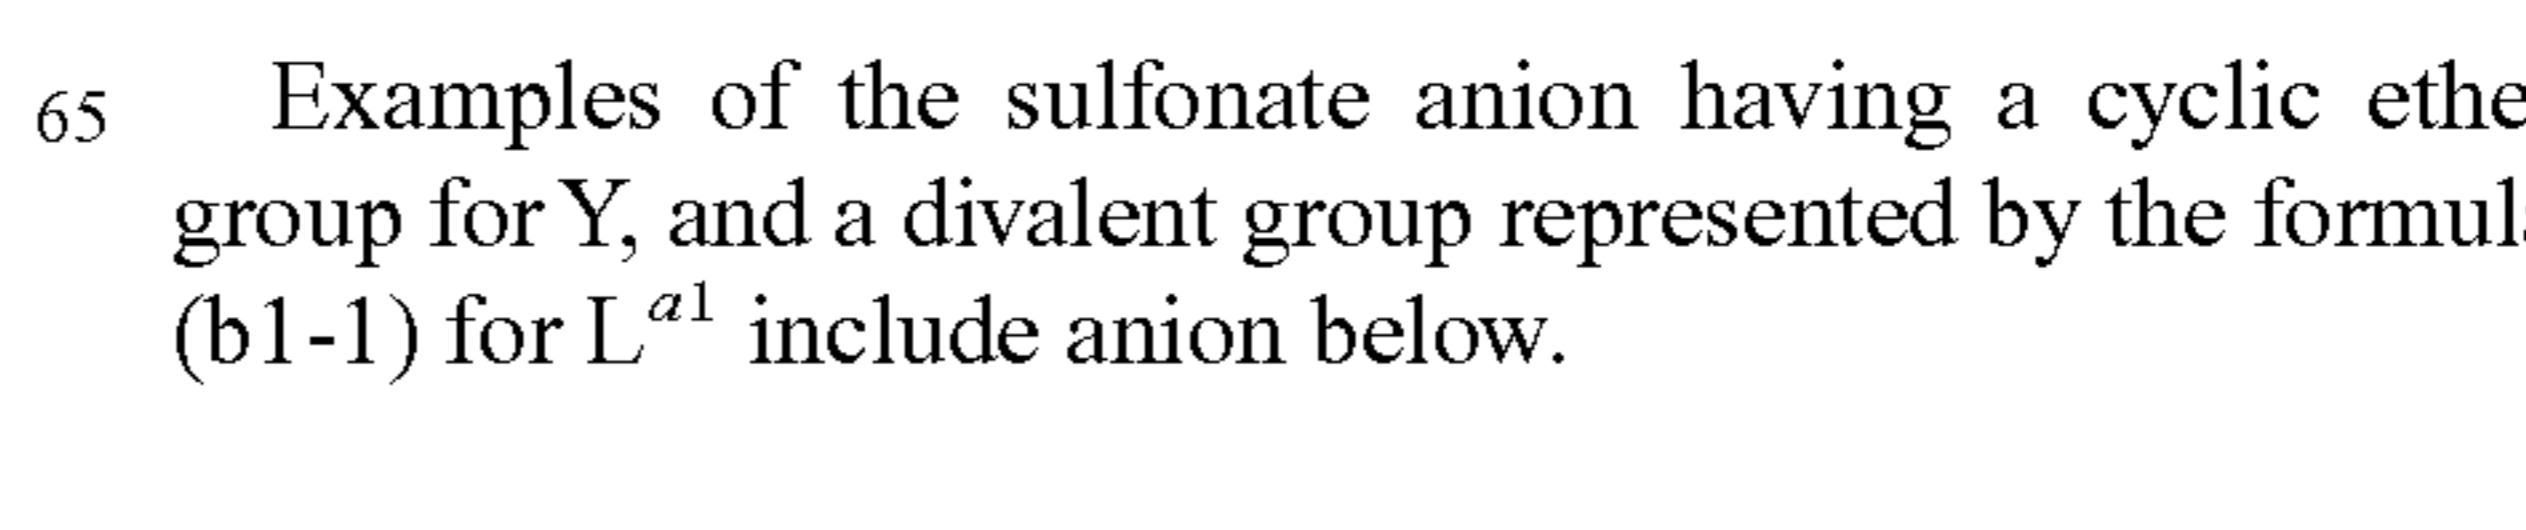 65 Examples of the sulfonate anion having a cyclic ethe
group for Y, and a divalent group represented by the formul
(b1-1) for L^a1 include anion below.